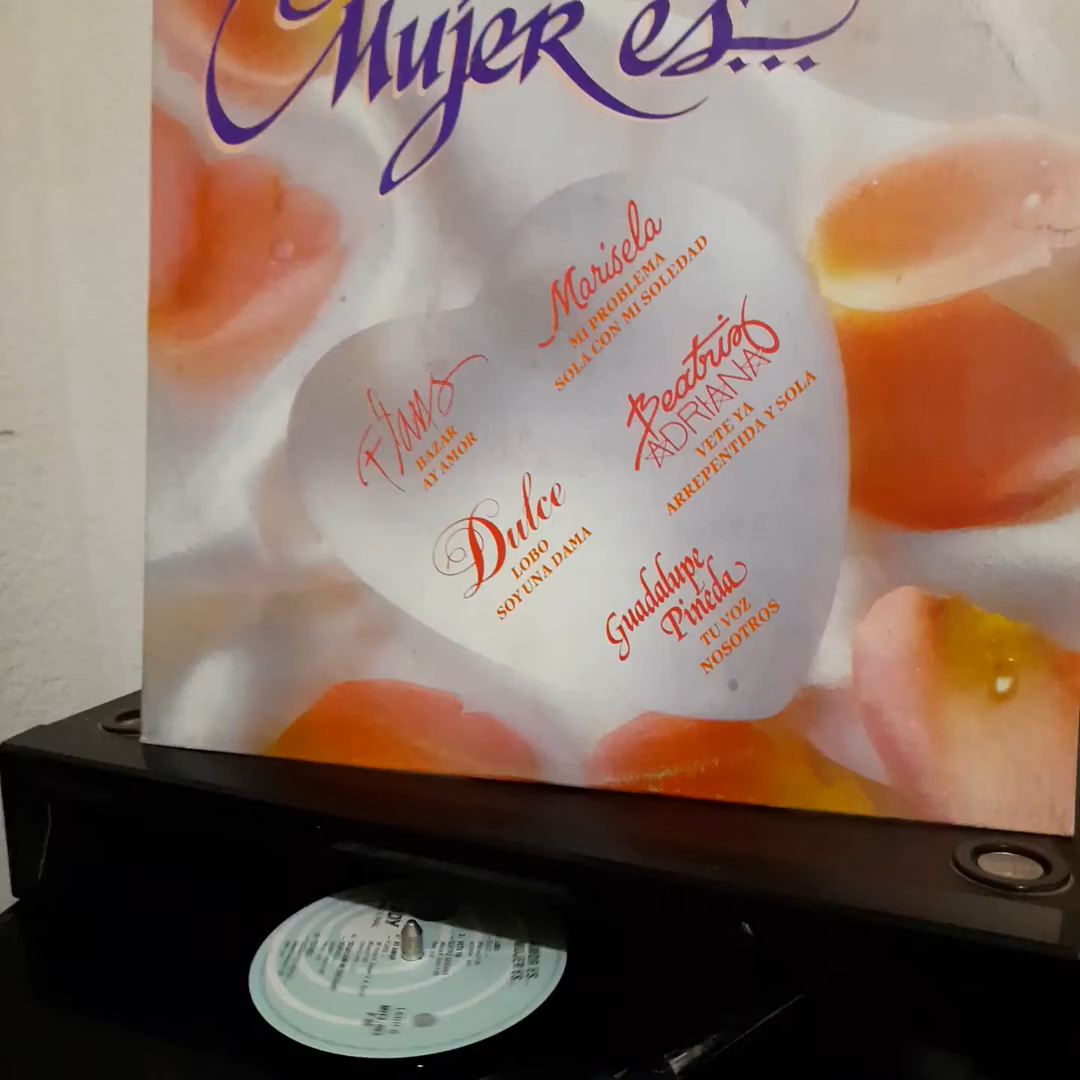 Mujer es...
Marisela
MI PROBLEMA
SOLA CON MI SOLEDAD
Beatriz
ADRIANA
VETE YA
ARREPENTIDA Y SOLA
Flans
BAZAR
AY AMOR
Dulce
LOBO
SOY UNA DAMA
Guadalupe
Pineda
TU VOZ
NOSOTROS